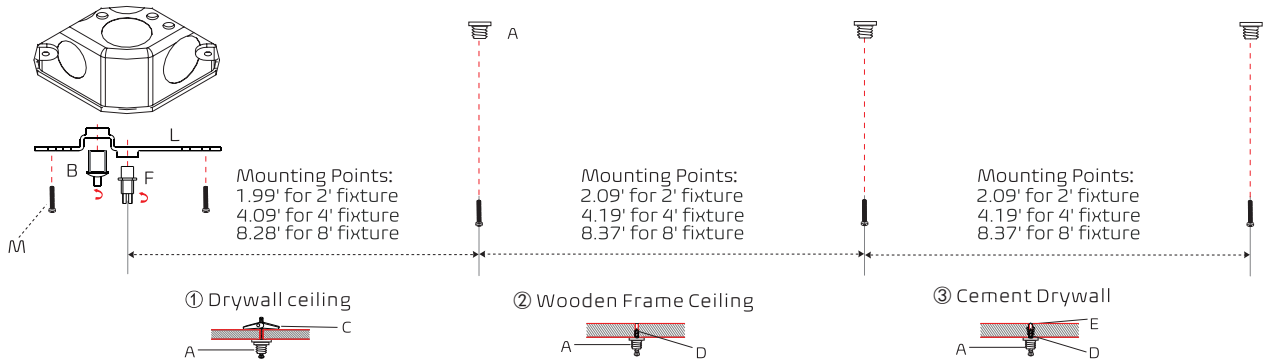 A
L
B
F
M
Mounting Points:
1.99' for 2' fixture
4.09' for 4' fixture
8.28' for 8' fixture
Mounting Points:
2.09' for 2' fixture
4.19' for 4' fixture
8.37' for 8' fixture
Mounting Points:
2.09' for 2' fixture
4.19' for 4' fixture
8.37' for 8' fixture
① Drywall ceiling
C
A
② Wooden Frame Ceiling
A
D
③ Cement Drywall
E
A
D